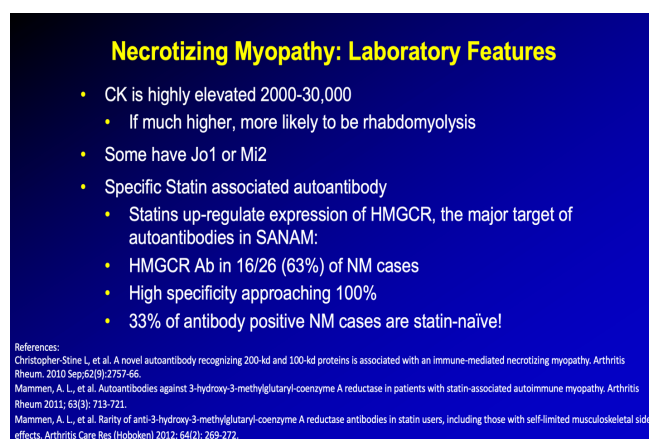 Necrotizing Myopathy: Laboratory Features
• CK is highly elevated 2000-30,000
• If much higher, more likely to be rhabdomyolysis
• Some have Jo1 or Mi2
• Specific Statin associated autoantibody
• Statins up-regulate expression of HMGCR, the major target of
autoantibodies in SANAM:
• HMGCR Ab in 16/26 (63%) of NM cases
• High specificity approaching 100%
• 33% of antibody positive NM cases are statin-naïve!
References:
Christopher-Stine L, et al. A novel autoantibody recognizing 200-kd and 100-kd proteins is associated with an immune-mediated necrotizing myopathy. Arthritis
Rheum. 2010 Sep;62(9):2757-66.
Mammen, A. L., et al. Autoantibodies against 3-hydroxy-3-methylglutaryl-coenzyme A reductase in patients with statin-associated autoimmune myopathy. Arthritis
Rheum 2011; 63(3): 713-721.
Mammen, A. L., et al. Rarity of anti-3-hydroxy-3-methylglutaryl-coenzyme A reductase antibodies in statin users, including those with self-limited musculoskeletal side
effects. Arthritis Care Res (Hoboken) 2012; 64(2): 269-272.